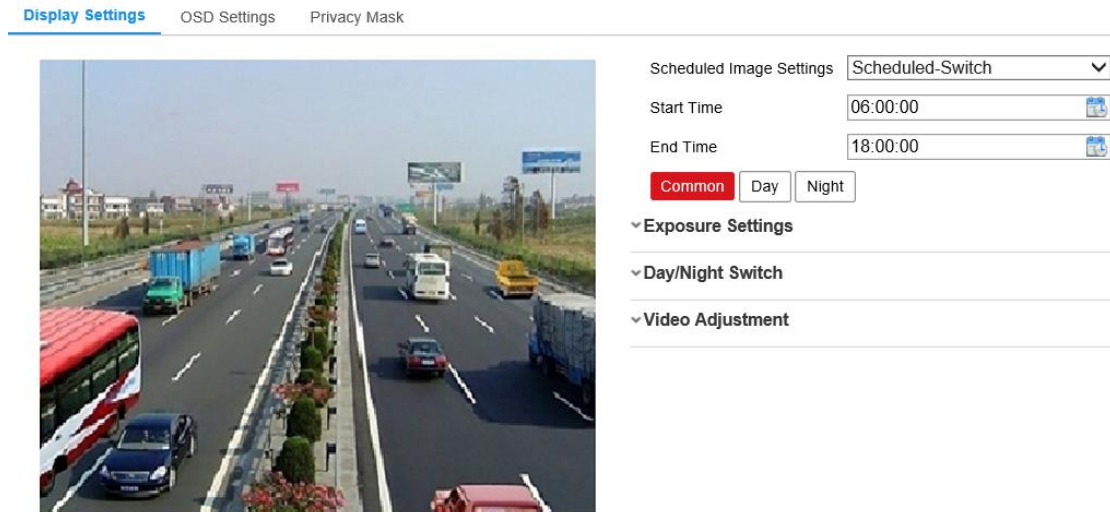 Display Settings OSD Settings Privacy Mask
Scheduled Image Settings Scheduled-Switch
Start Time 06:00:00
End Time 18:00:00
Common Day Night
Exposure Settings
Day/Night Switch
Video Adjustment